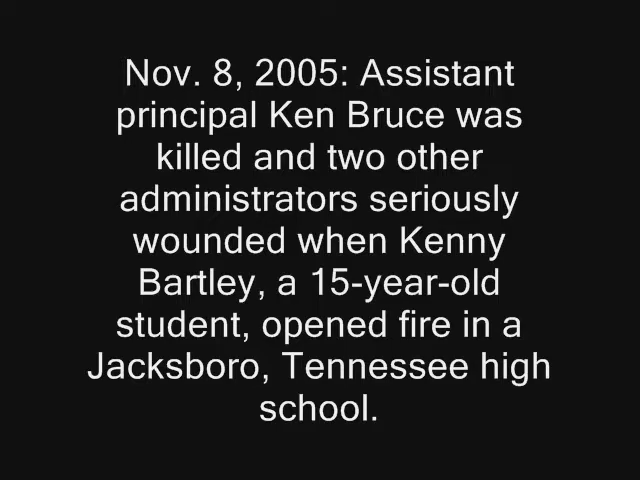 Nov. 8, 2005: Assistant
principal Ken Bruce was
killed and two other
administrators seriously
wounded when Kenny
Bartley, a 15-year-old
student, opened fire in a
Jacksboro, Tennessee high
school.